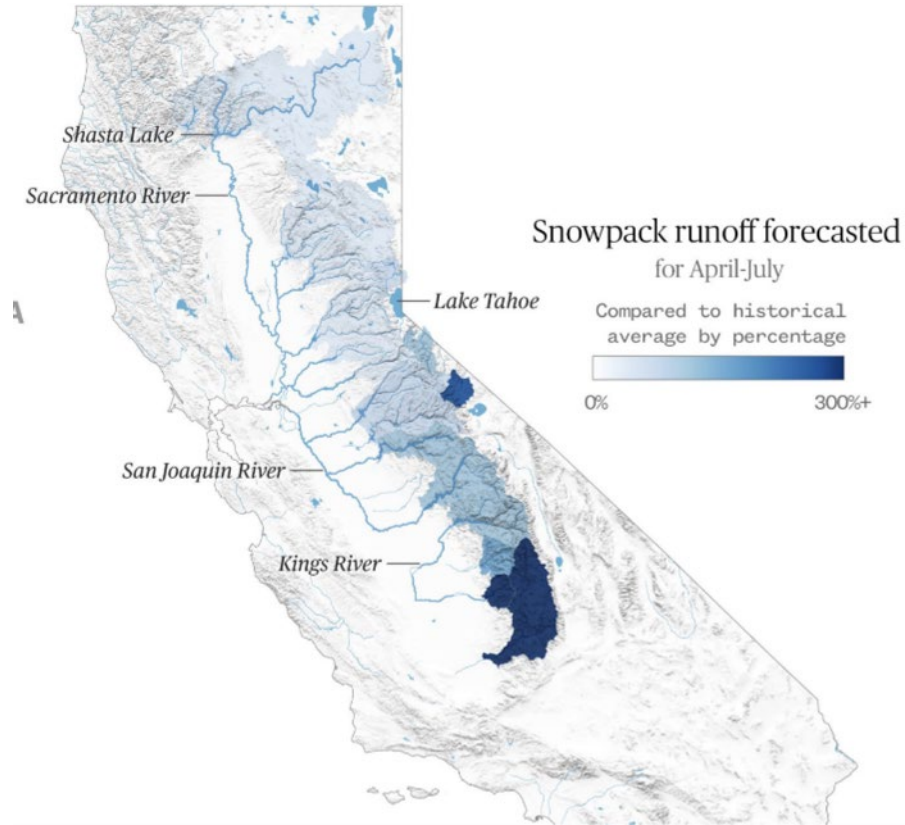 Shasta Lake
Sacramento River
Snowpack runoff forecasted
for April-July
Lake Tahoe
Compared to historical
average by percentage
A
0%
300%+
San Joaquin River
Kings River